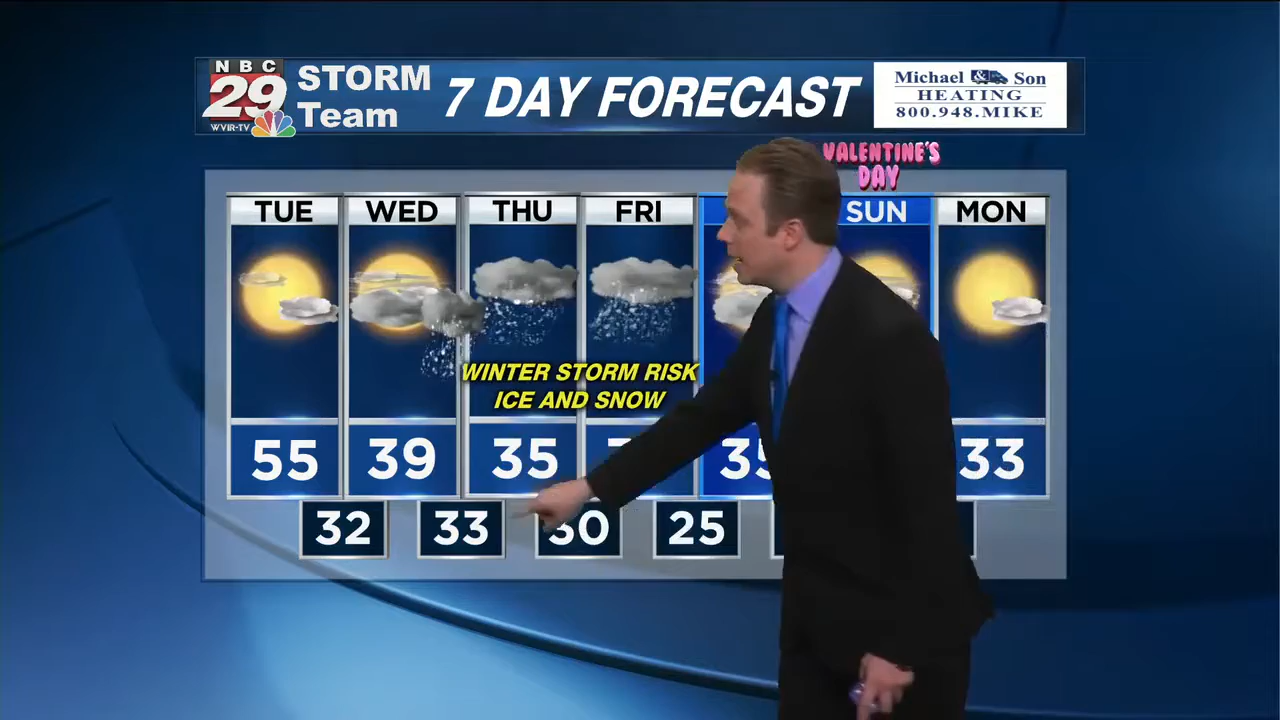 NBC
29
WVIR-TV
STORM
Team
7 DAY FORECAST
Michael & Son
HEATING
800.948.MIKE
VALENTINE'S
DAY
TUE WED THU FRI SUN MON
WINTER STORM RISK
ICE AND SNOW
55 39 35 35 33
32 33 30 25